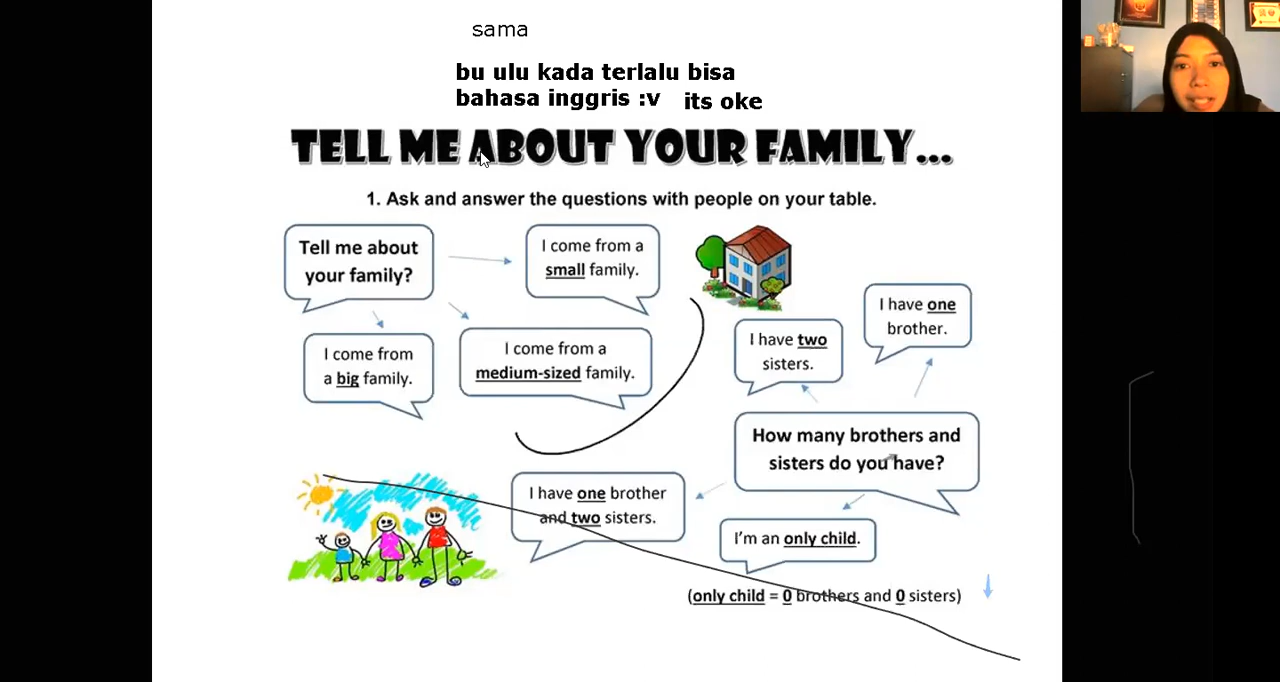 sama
bu ulu kada terlalu bisa
bahasa inggris :v its oke
TELL ME ABOUT YOUR FAMILY...
1. Ask and answer the questions with people on your table.
Tell me about
your family?
I come from a
small family.
I come from
a big family.
I come from a
medium-sized family.
I have two
sisters.
I have one
brother.
How many brothers and
sisters do you have?
I have one brother
and two sisters.
I'm an only child.
(only child = 0 brothers and 0 sisters)